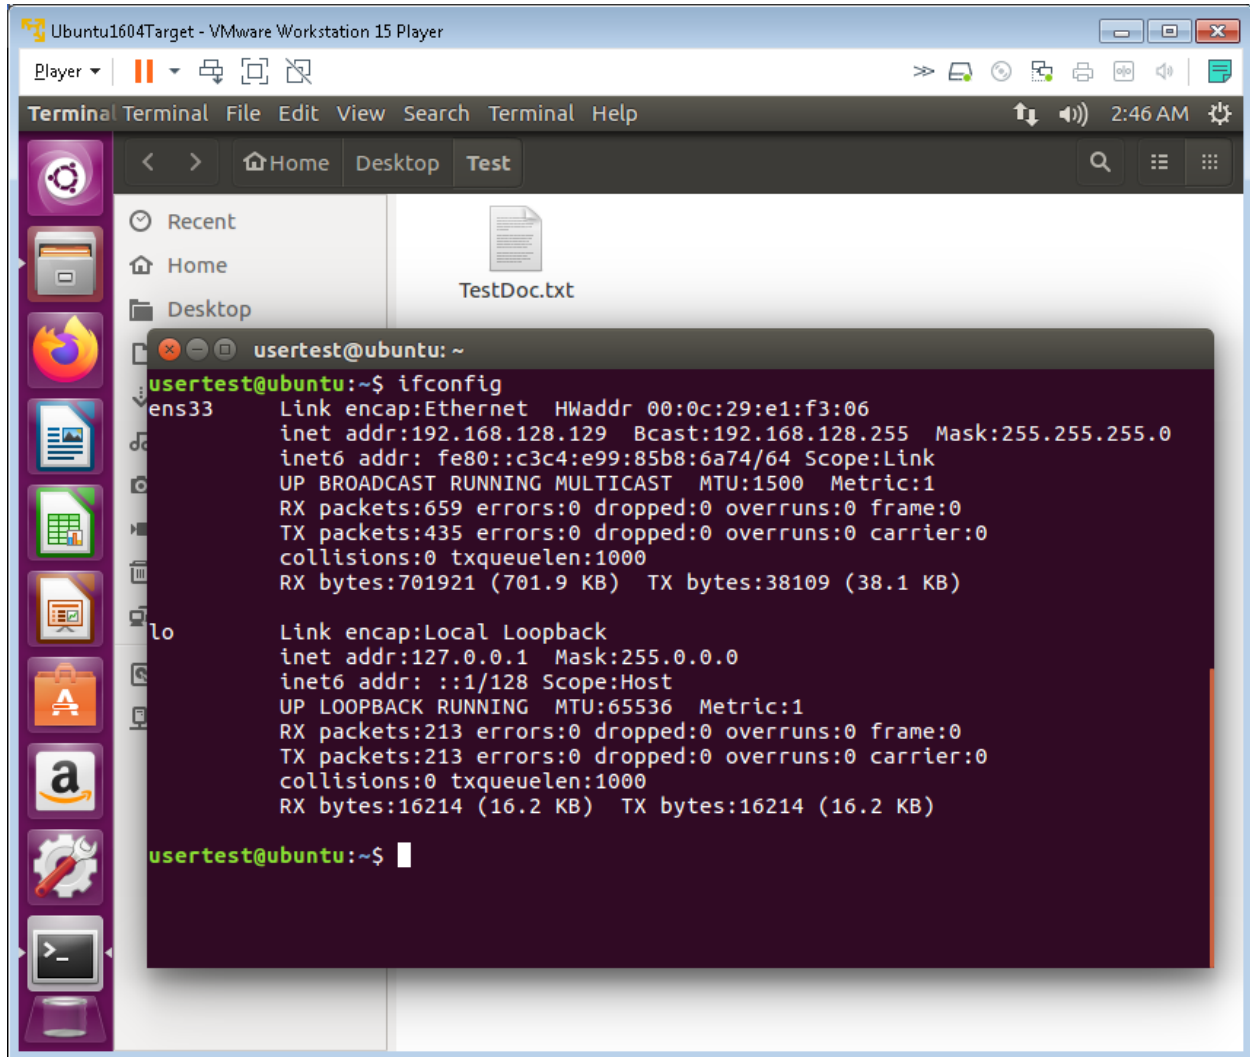 Ubuntu1604Target - VMware Workstation 15 Player
Player
Terminal Terminal File Edit View Search Terminal Help 2:46 AM
Home Desktop Test
Recent
Home
Desktop
TestDoc.txt
usertest@ubuntu: ~
usertest@ubuntu:~$ ifconfig
ens33     Link encap:Ethernet  HWaddr 00:0c:29:e1:f3:06
          inet addr:192.168.128.129  Bcast:192.168.128.255  Mask:255.255.255.0
          inet6 addr: fe80::c3c4:e99:85b8:6a74/64 Scope:Link
          UP BROADCAST RUNNING MULTICAST  MTU:1500  Metric:1
          RX packets:659 errors:0 dropped:0 overruns:0 frame:0
          TX packets:435 errors:0 dropped:0 overruns:0 carrier:0
          collisions:0 txqueuelen:1000
          RX bytes:701921 (701.9 KB)  TX bytes:38109 (38.1 KB)
lo        Link encap:Local Loopback
          inet addr:127.0.0.1  Mask:255.0.0.0
          inet6 addr: ::1/128 Scope:Host
          UP LOOPBACK RUNNING  MTU:65536  Metric:1
          RX packets:213 errors:0 dropped:0 overruns:0 frame:0
          TX packets:213 errors:0 dropped:0 overruns:0 carrier:0
          collisions:0 txqueuelen:1000
          RX bytes:16214 (16.2 KB)  TX bytes:16214 (16.2 KB)
usertest@ubuntu:~$